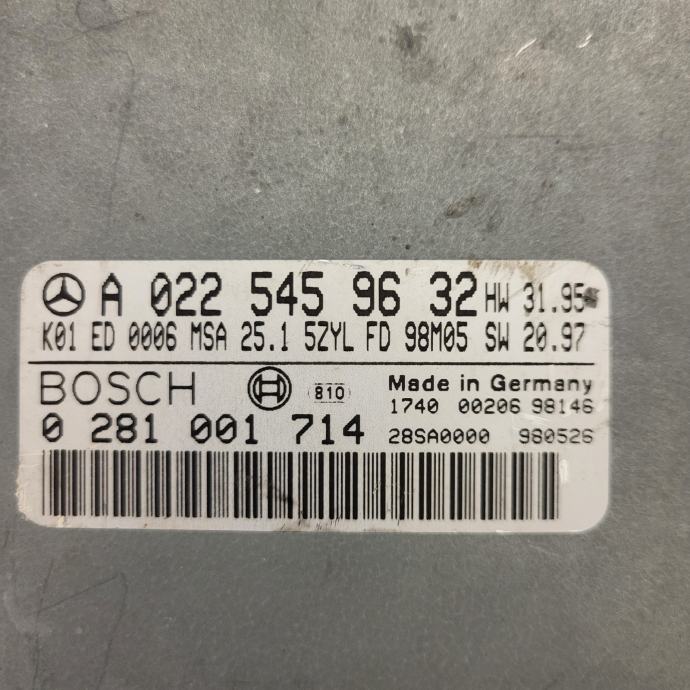 A 022 545 96 32 HW 31.95
K01 ED 0006 MSA 25.1 5ZYL FD 98M05 SW 20.97
BOSCH 810 Made in Germany
1740 00206 98146
0 281 001 714 28SA0000 980526